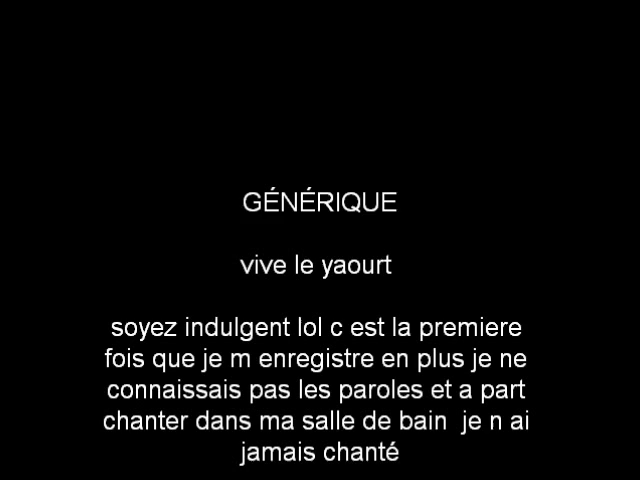 GÉNÉRIQUE
vive le yaourt
soyez indulgent lol c est la premiere
fois que je m enregistre en plus je ne
connaissais pas les paroles et a part
chanter dans ma salle de bain  je n ai
jamais chanté